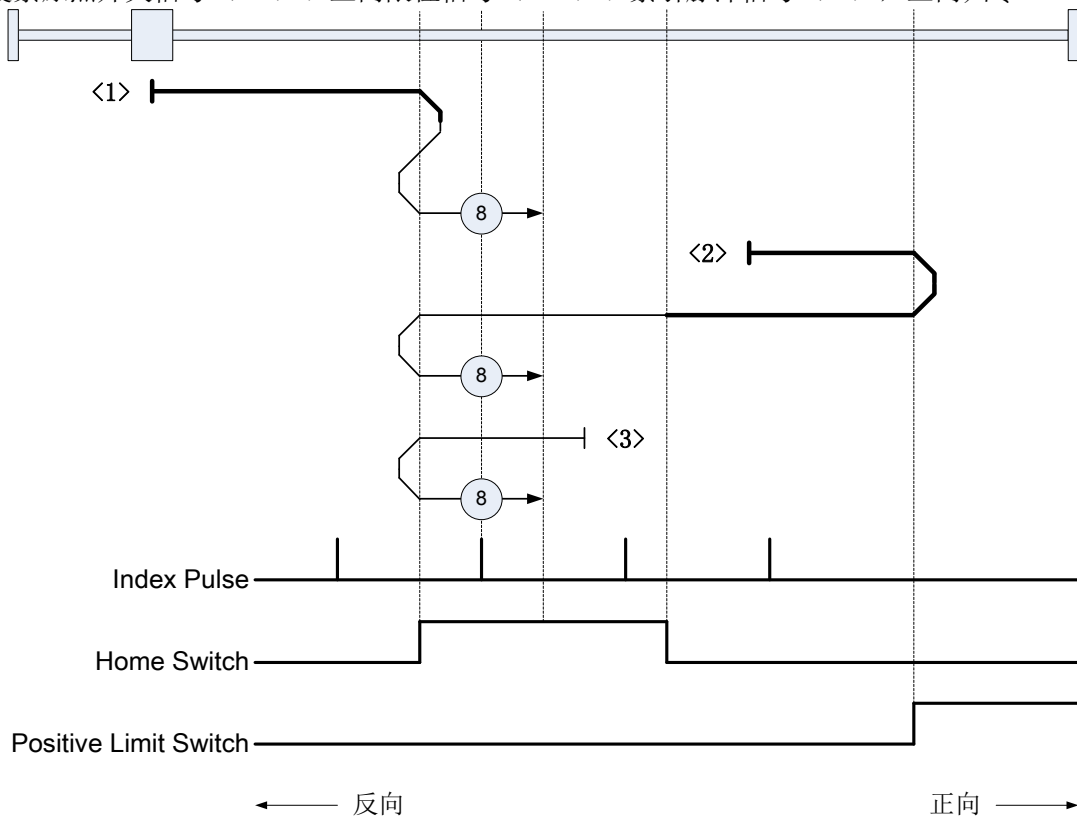 <1>
8
<2>
8
<3>
8
Index Pulse
Home Switch
Positive Limit Switch
反向
正向